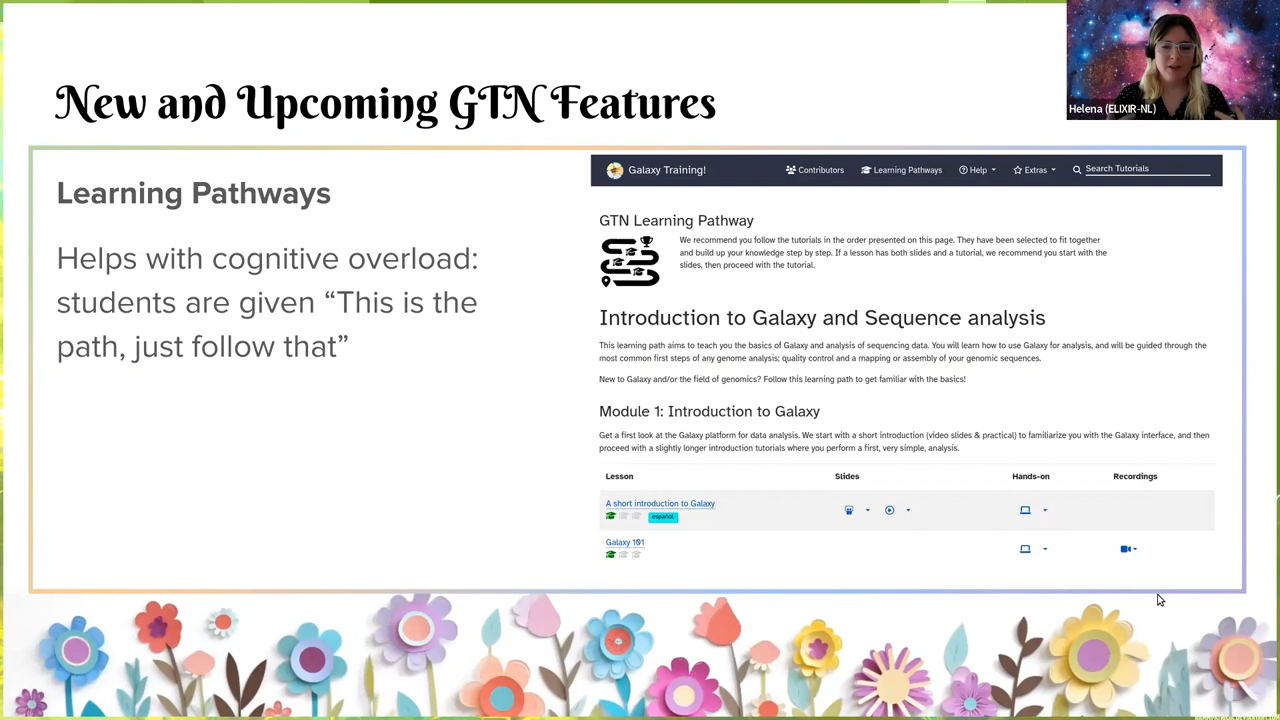 New and Upcoming GTN Features
Helena (ELIXIR-NL)
Learning Pathways
Helps with cognitive overload:
students are given “This is the
path, just follow that”
Galaxy Training!
Contributors
Learning Pathways
Help
Extras
Search Tutorials
GTN Learning Pathway
We recommend you follow the tutorials in the order presented on this page. They have been selected to fit together
and build up your knowledge step by step. If a lesson has both slides and a tutorial, we recommend you start with the
slides, then proceed with the tutorial.
Introduction to Galaxy and Sequence analysis
This learning path aims to teach you the basics of Galaxy and analysis of sequencing data. You will learn how to use Galaxy for analysis, and will be guided through the
most common first steps of any genome analysis; quality control and a mapping or assembly of your genomic sequences.
New to Galaxy and/or the field of genomics? Follow this learning path to get familiar with the basics!
Module 1: Introduction to Galaxy
Get a first look at the Galaxy platform for data analysis. We start with a short introduction (video slides & practical) to familiarize you with the Galaxy interface, and then
proceed with a slightly longer introduction tutorials where you perform a first, very simple, analysis.
Lesson Slides Hands-on Recordings
A short introduction to Galaxy
español
Galaxy 101